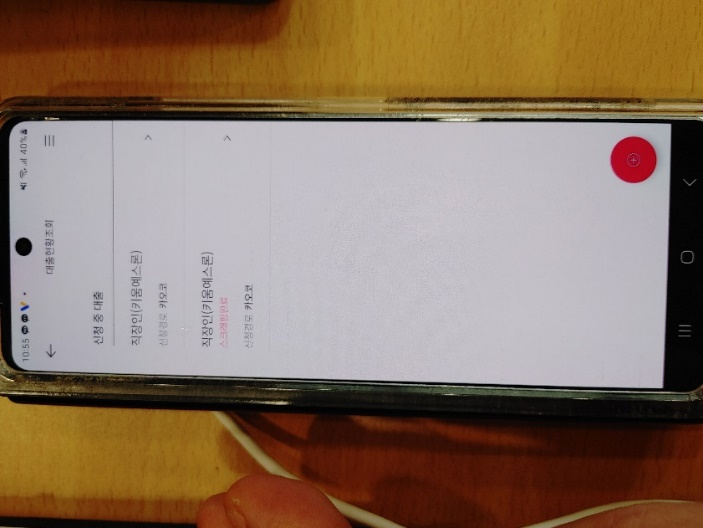 10:55
40%
대출현황조회
신청 중 대출
직장인(키움예스론)
신청경로 카오코
직장인(키움예스론)
스크래핑완료
신청경로 카오코